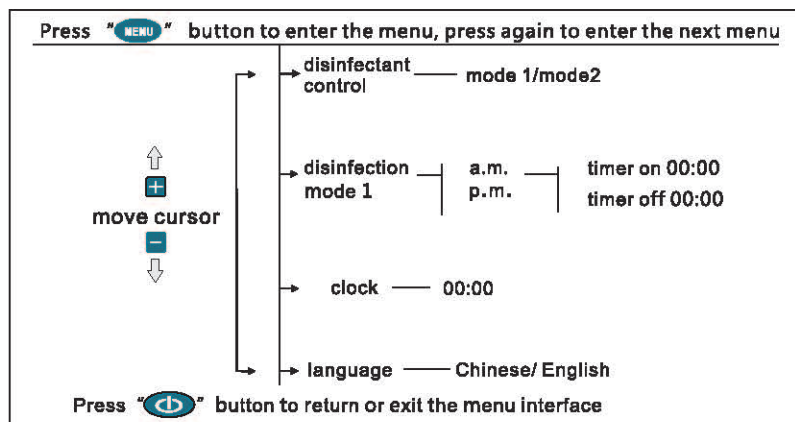 Press "MENU" button to enter the menu, press again to enter the next menu
disinfectant
control
mode 1/mode2
disinfection
mode 1
a.m.
p.m.
timer on 00:00
timer off 00:00
+
move cursor
−
clock
00:00
language
Chinese/ English
Press "⏻" button to return or exit the menu interface